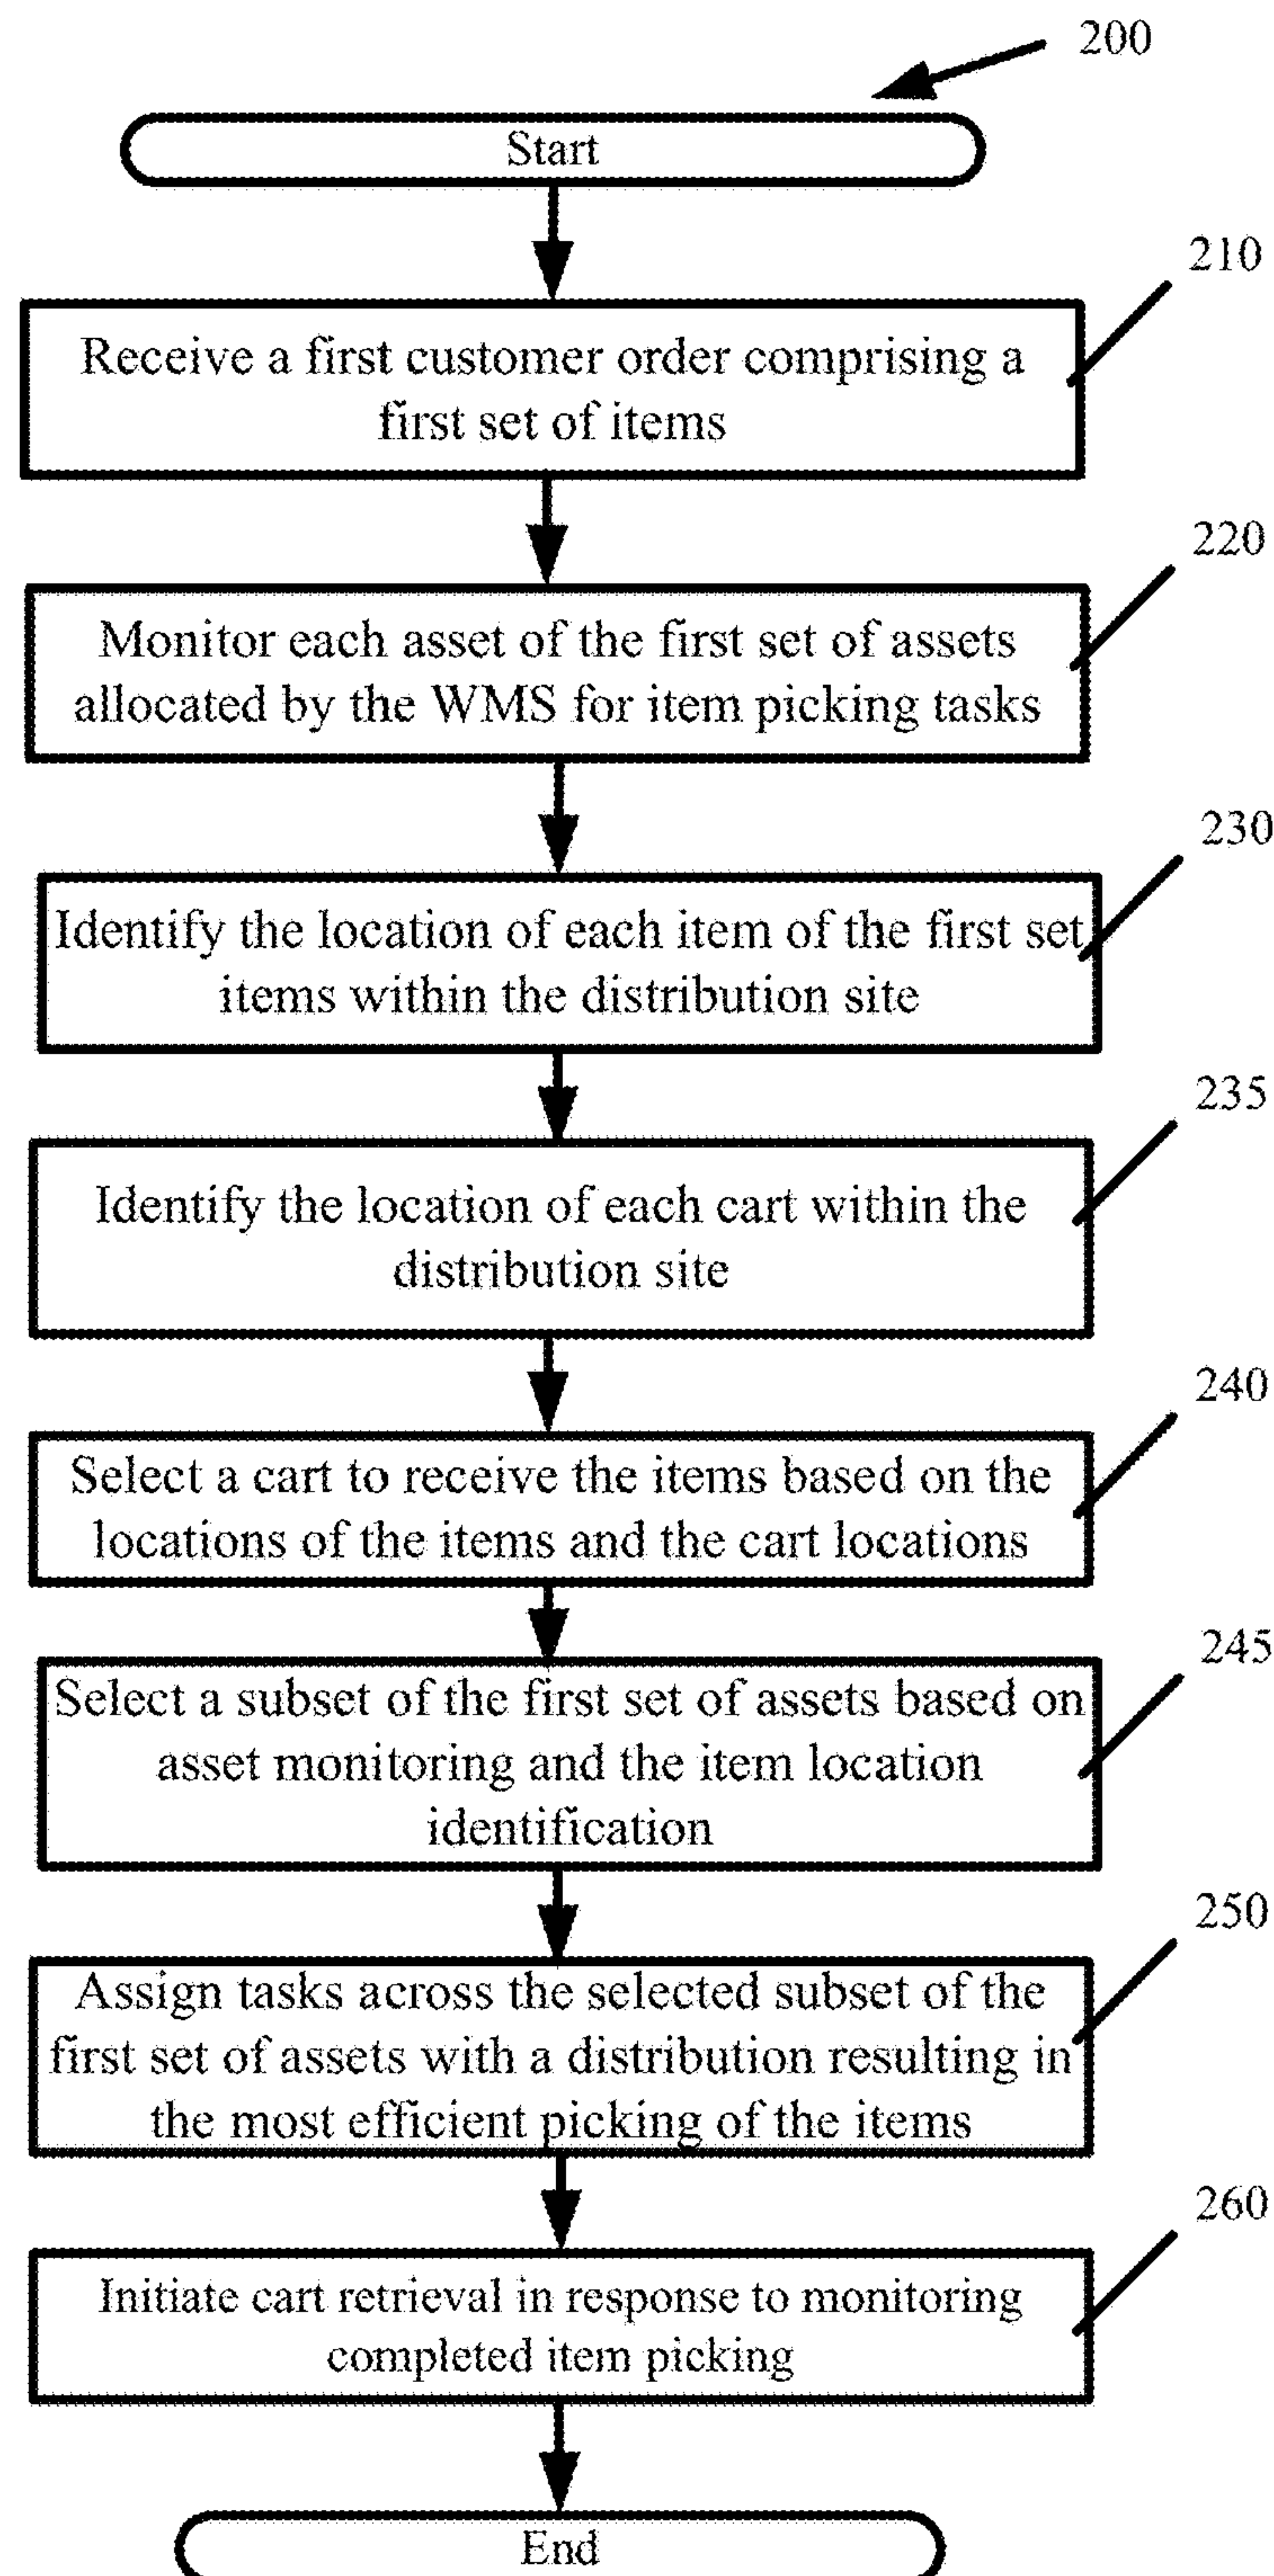 200
Start
210
Receive a first customer order comprising a
first set of items
220
Monitor each asset of the first set of assets
allocated by the WMS for item picking tasks
230
Identify the location of each item of the first set
items within the distribution site
235
Identify the location of each cart within the
distribution site
240
Select a cart to receive the items based on the
locations of the items and the cart locations
245
Select a subset of the first set of assets based on
asset monitoring and the item location
identification
250
Assign tasks across the selected subset of the
first set of assets with a distribution resulting in
the most efficient picking of the items
260
Initiate cart retrieval in response to monitoring
completed item picking
End